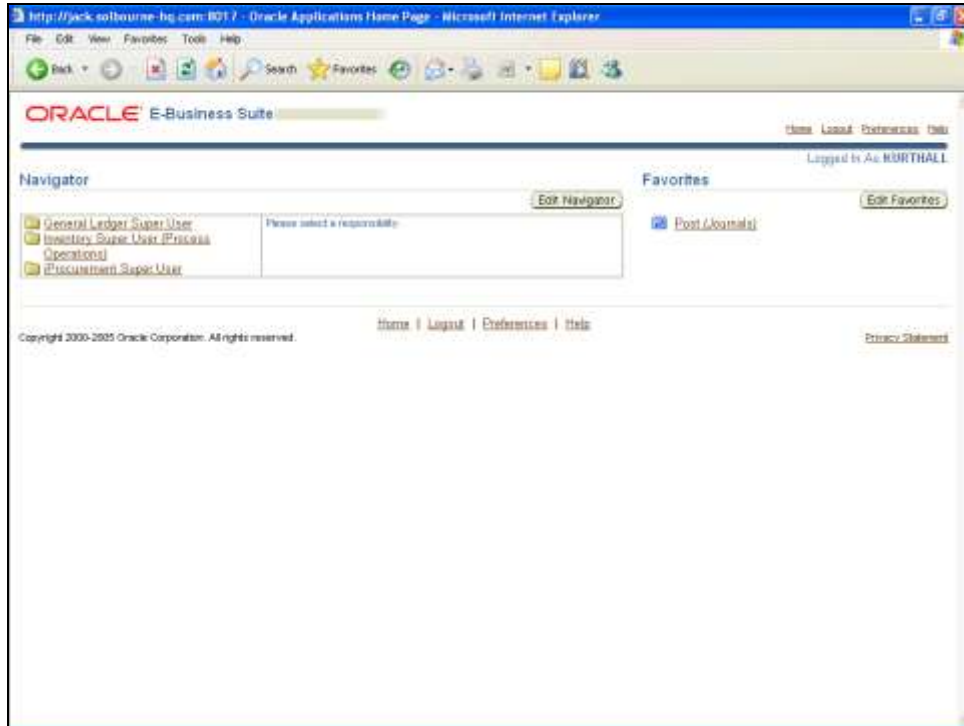 http://jack.solbourne-hq.com:8017 - Oracle Applications Home Page - Microsoft Internet Explorer
File Edit View Favorites Tools Help
Back Search Favorites
ORACLE E-Business Suite
Home Logout Preferences Help
Logged In As KURTHALL
Navigator
Edit Navigator
General Ledger Super User
Inventory Super User (Process
Operations)
iProcurement Super User
Please select a responsibility.
Favorites
Edit Favorites
Post (Journals)
Home | Logout | Preferences | Help
Copyright 2000-2005 Oracle Corporation. All rights reserved.
Privacy Statement